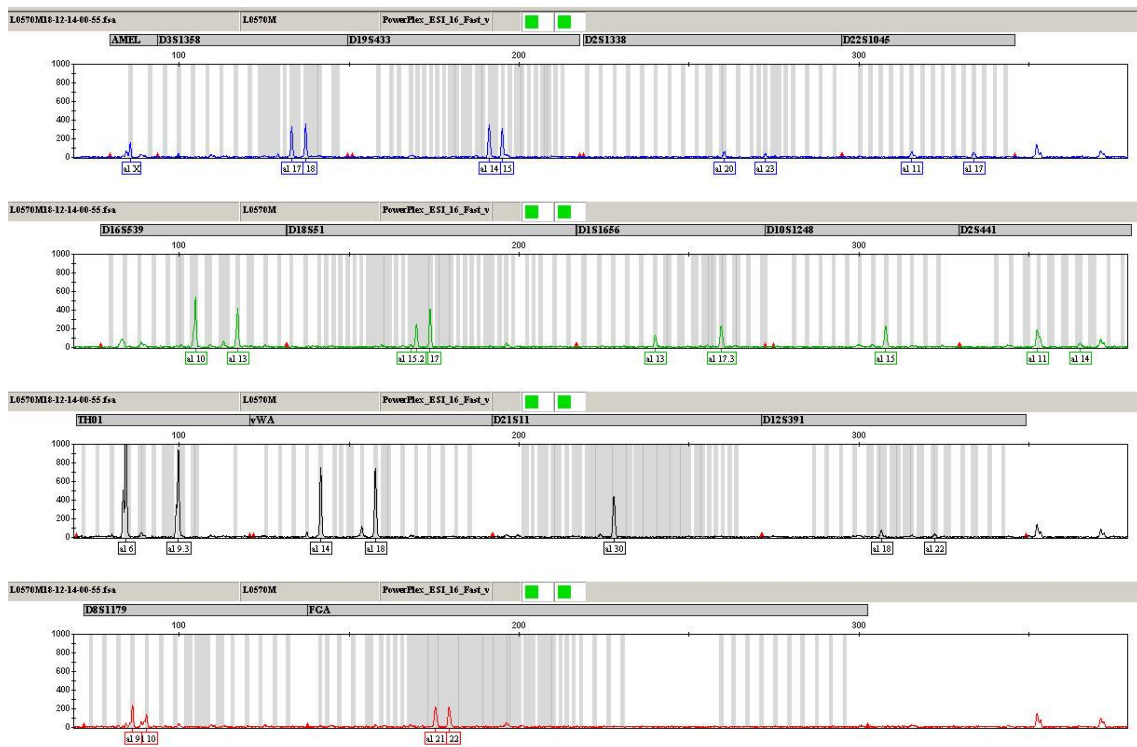 L0570M18-12-14-00-55.fsa L0570M PowerPlex_ESI_16_Fast_v
AMEL D3S1358 D19S433 D2S1338 D22S1045
100 200 300
1000
800
600
400
200
0
al X al 17 18 al 14 15 al 20 al 23 al 11 al 17
L0570M18-12-14-00-55.fsa L0570M PowerPlex_ESI_16_Fast_v
D16S539 D18S51 D1S1656 D10S1248 D2S441
100 200 300
1000
800
600
400
200
0
al 10 al 13 al 15.2 17 al 13 al 17.3 al 15 al 11 al 14
L0570M18-12-14-00-55.fsa L0570M PowerPlex_ESI_16_Fast_v
TH01 vWA D21S11 D12S391
100 200 300
1000
800
600
400
200
0
al 6 al 9.3 al 14 al 18 al 30 al 18 al 22
L0570M18-12-14-00-55.fsa L0570M PowerPlex_ESI_16_Fast_v
D8S1179 FGA
100 200 300
1000
800
600
400
200
0
al 9 10 al 21 22